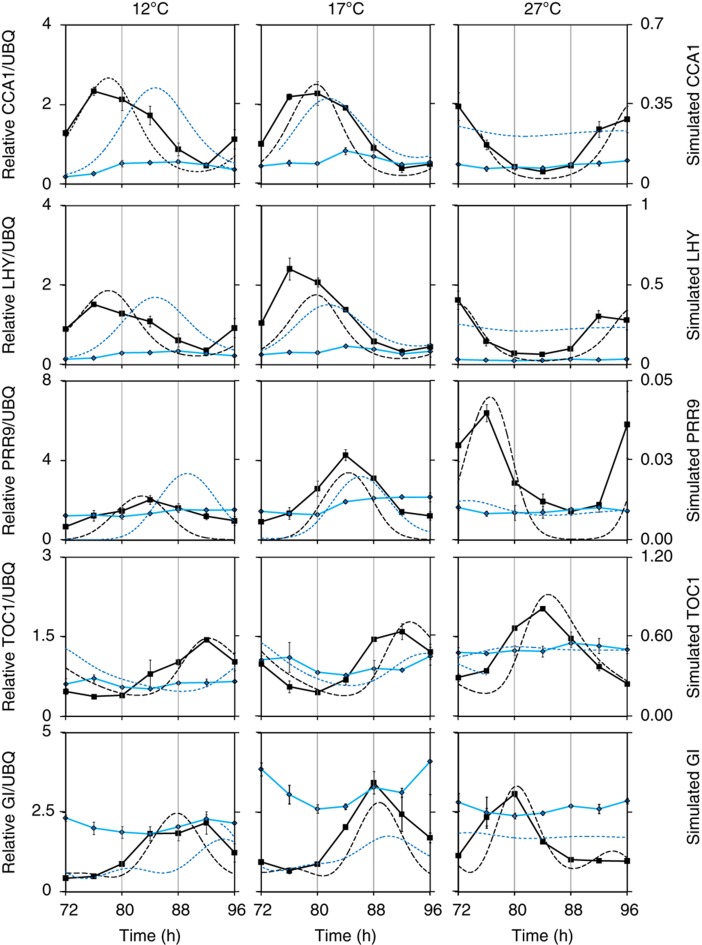 12°C 17°C 27°C
4 0.7
Relative CCA1/UBQ 2 0.35 Simulated CCA1
0 0
4 1
Relative LHY/UBQ 2 0.5 Simulated LHY
0 0
8 0.05
Relative PRR9/UBQ 4 0.03 Simulated PRR9
0 0.00
3 1.20
Relative TOC1/UBQ 1.5 0.60 Simulated TOC1
0 0.00
5
Relative GI/UBQ 2.5 Simulated GI
0
72 80 88 96 72 80 88 96 72 80 88 96
Time (h) Time (h) Time (h)